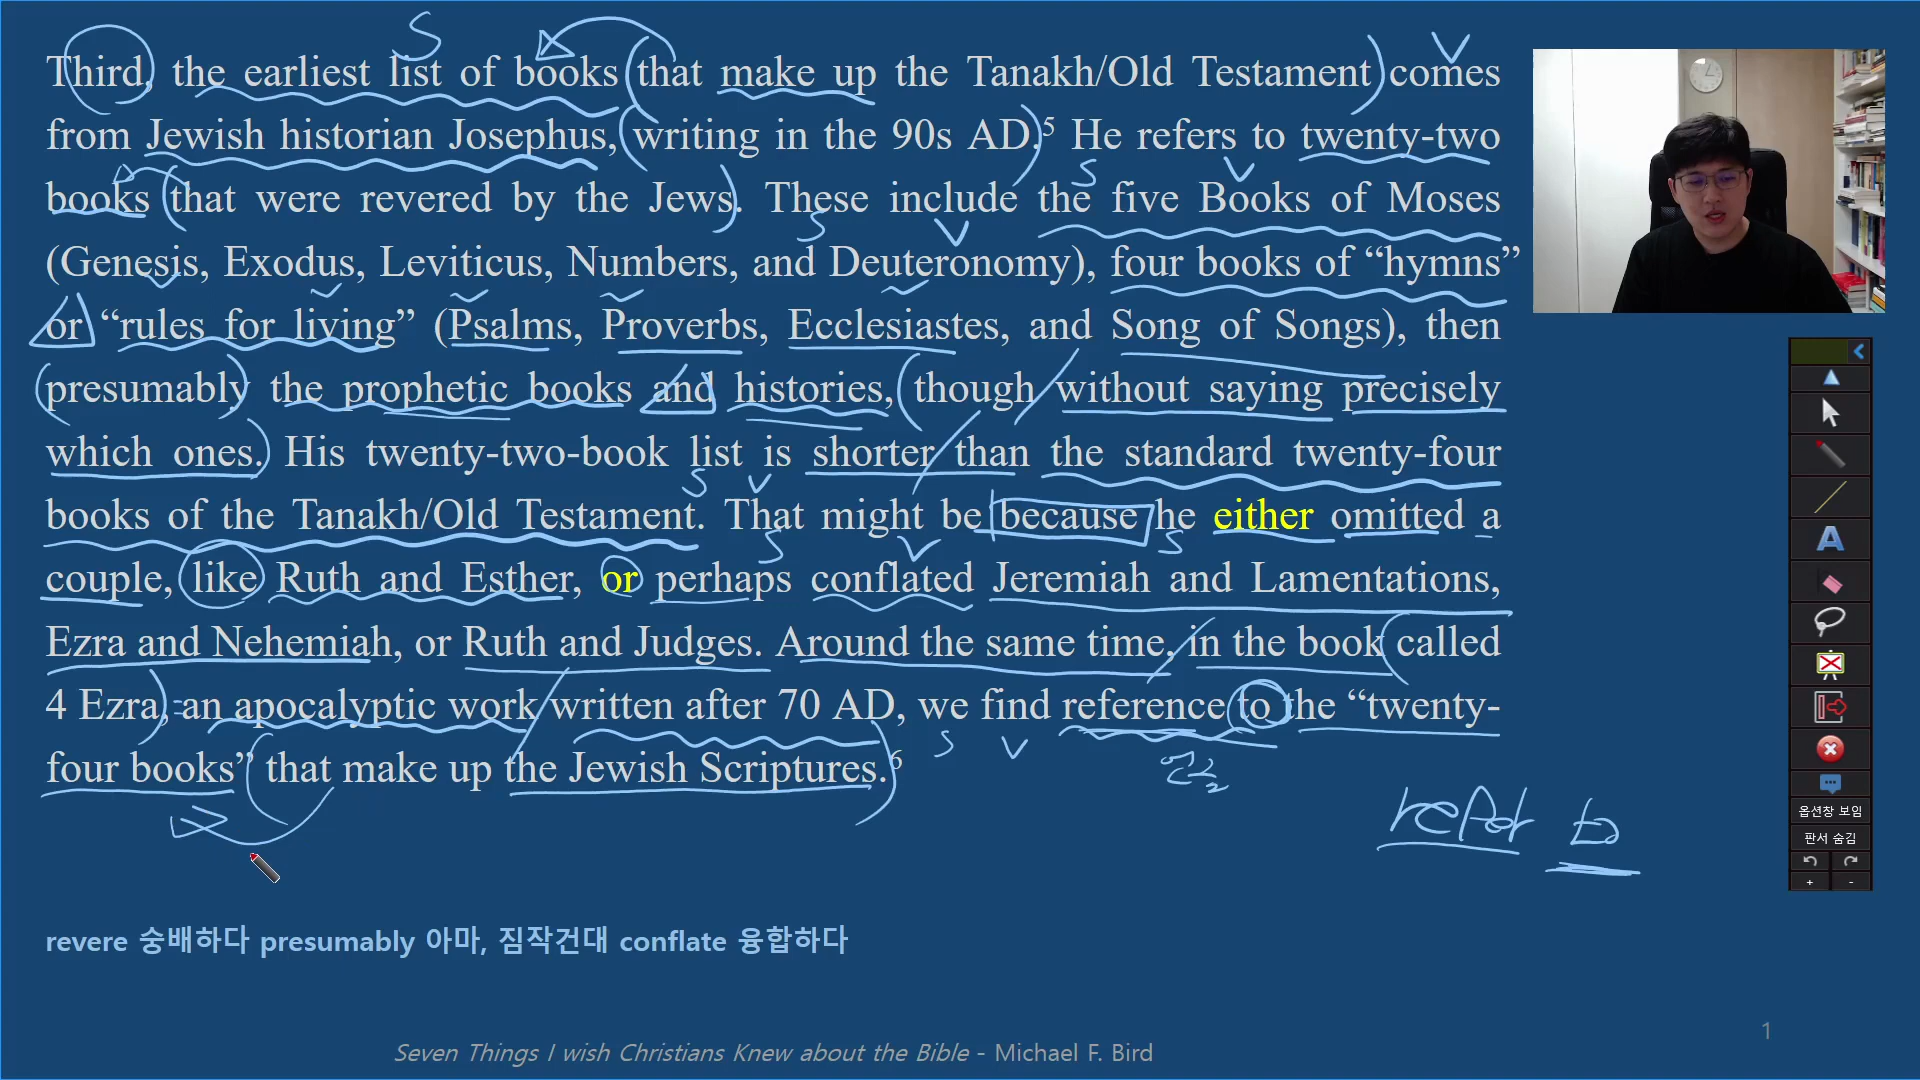 Third, the earliest list of books that make up the Tanakh/Old Testament comes
from Jewish historian Josephus, writing in the 90s AD.5 He refers to twenty-two
books that were revered by the Jews. These include the five Books of Moses
(Genesis, Exodus, Leviticus, Numbers, and Deuteronomy), four books of “hymns”
or “rules for living” (Psalms, Proverbs, Ecclesiastes, and Song of Songs), then
presumably the prophetic books and histories, though without saying precisely
which ones. His twenty-two-book list is shorter than the standard twenty-four
books of the Tanakh/Old Testament. That might be because he either omitted a
couple, like Ruth and Esther, or perhaps conflated Jeremiah and Lamentations,
Ezra and Nehemiah, or Ruth and Judges. Around the same time, in the book called
4 Ezra, an apocalyptic work written after 70 AD, we find reference to the “twenty-
four books” that make up the Jewish Scriptures.6
refer to
옵션창 보임
판서 숨김
revere 숭배하다 presumably 아마, 짐작건대 conflate 융합하다
1
Seven Things I wish Christians Knew about the Bible - Michael F. Bird